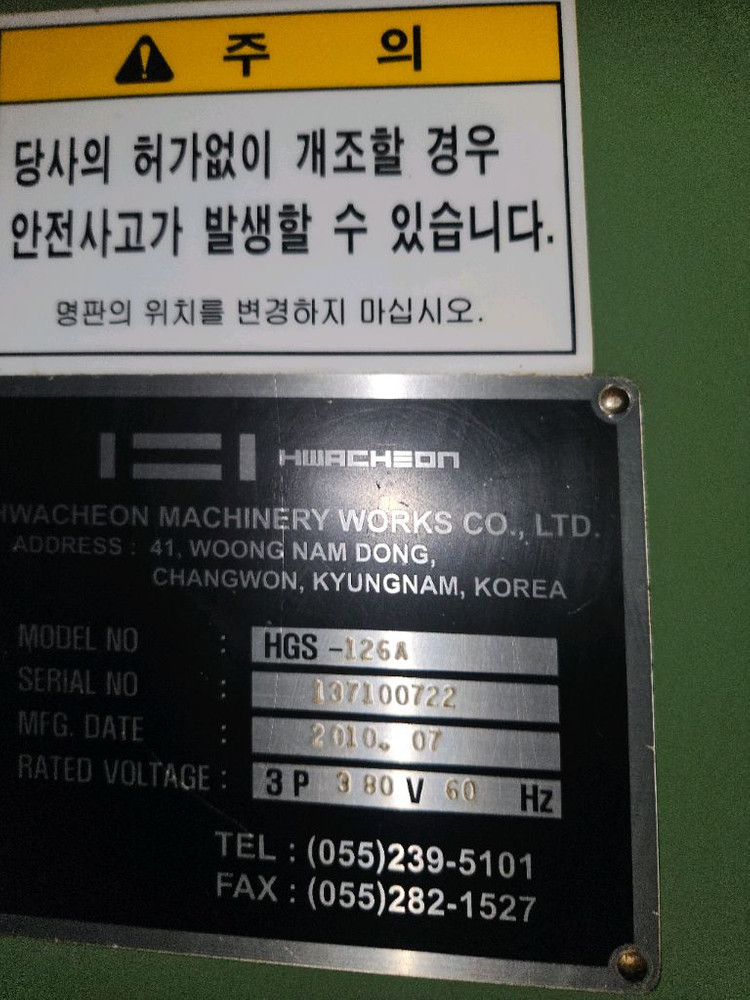 주 의
당사의 허가없이 개조할 경우
안전사고가 발생할 수 있습니다.
명판의 위치를 변경하지 마십시오.
HWACHEON
HWACHEON MACHINERY WORKS CO., LTD.
ADDRESS : 41, WOONG NAM DONG,
CHANGWON, KYUNGNAM, KOREA
MODEL NO : HGS -126A
SERIAL NO : 137100722
MFG. DATE : 2010. 07
RATED VOLTAGE : 3 P 380 V 60 Hz
TEL : (055)239-5101
FAX : (055)282-1527